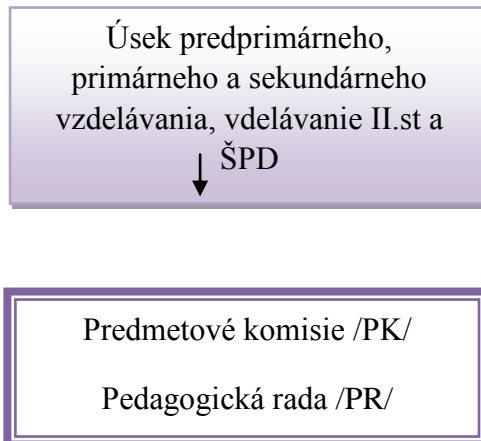 Úsek predprimárneho,
primárneho a sekundárneho
vzdelávania, vdelávanie II.st a
ŠPD
Predmetové komisie /PK/
Pedagogická rada /PR/